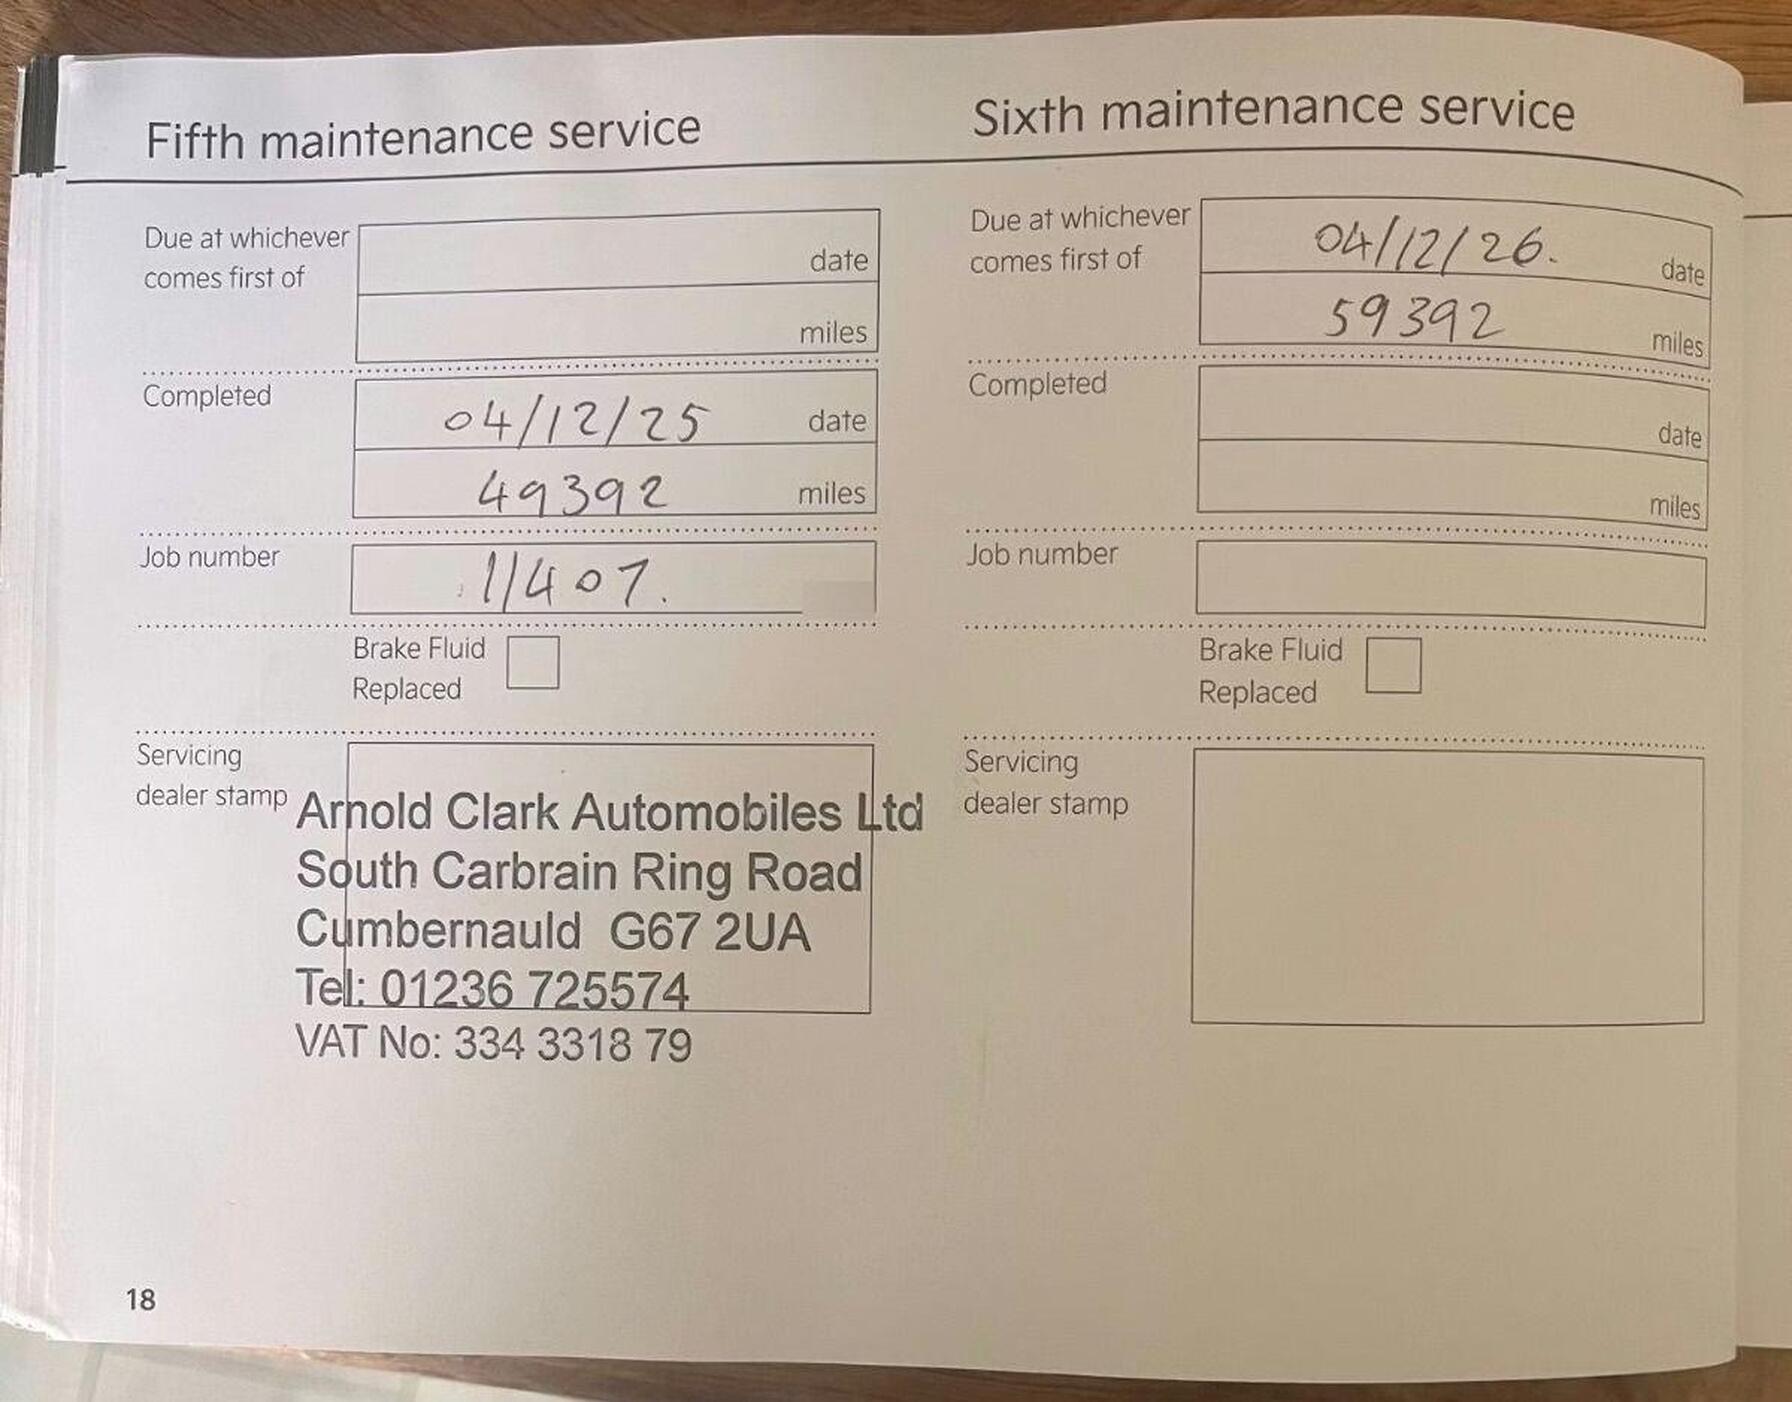 Fifth maintenance service
Due at whichever
comes first of
date
miles
Completed
04/12/25 date
49392 miles
Job number
11407.
Brake Fluid
Replaced
Servicing
dealer stamp
Arnold Clark Automobiles Ltd
South Carbrain Ring Road
Cumbernauld G67 2UA
Tel: 01236 725574
VAT No: 334 3318 79
18
Sixth maintenance service
Due at whichever
comes first of
04/12/26. date
59392 miles
Completed
date
miles
Job number
Brake Fluid
Replaced
Servicing
dealer stamp